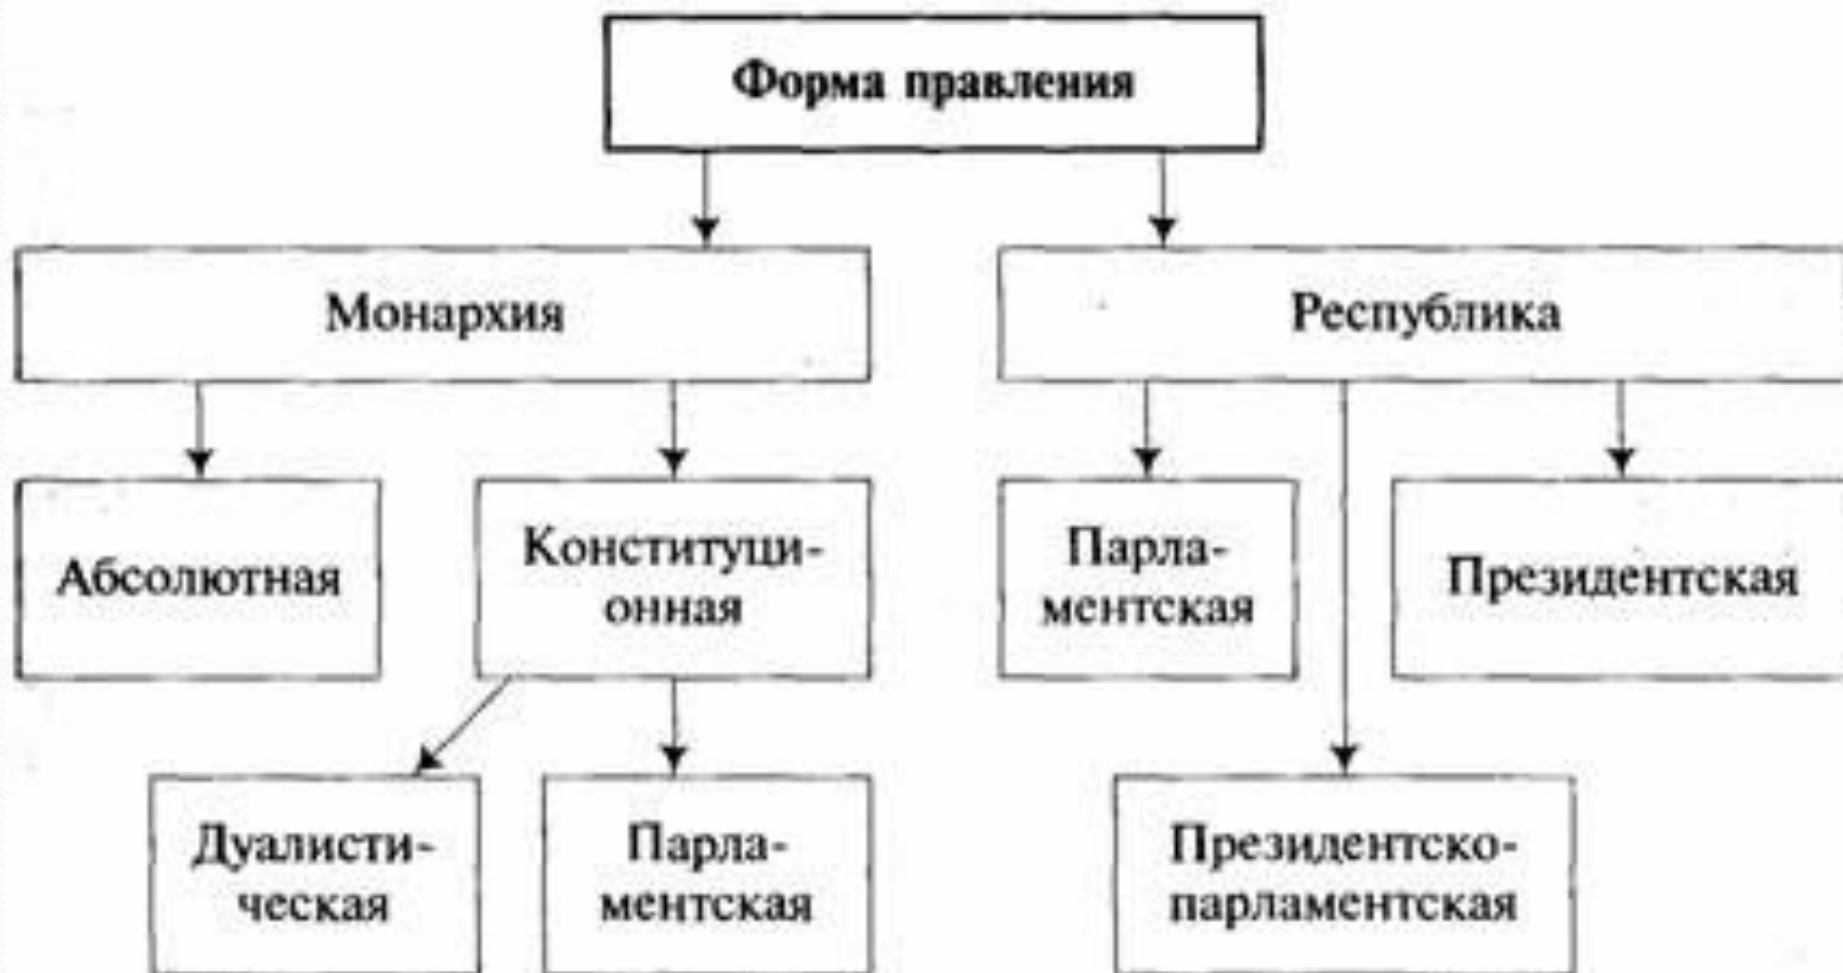 Форма правления
Монархия
Республика
Абсолютная
Конституци-
онная
Парла-
ментская
Президентская
Дуалисти-
ческая
Парла-
ментская
Президентско-
парламентская